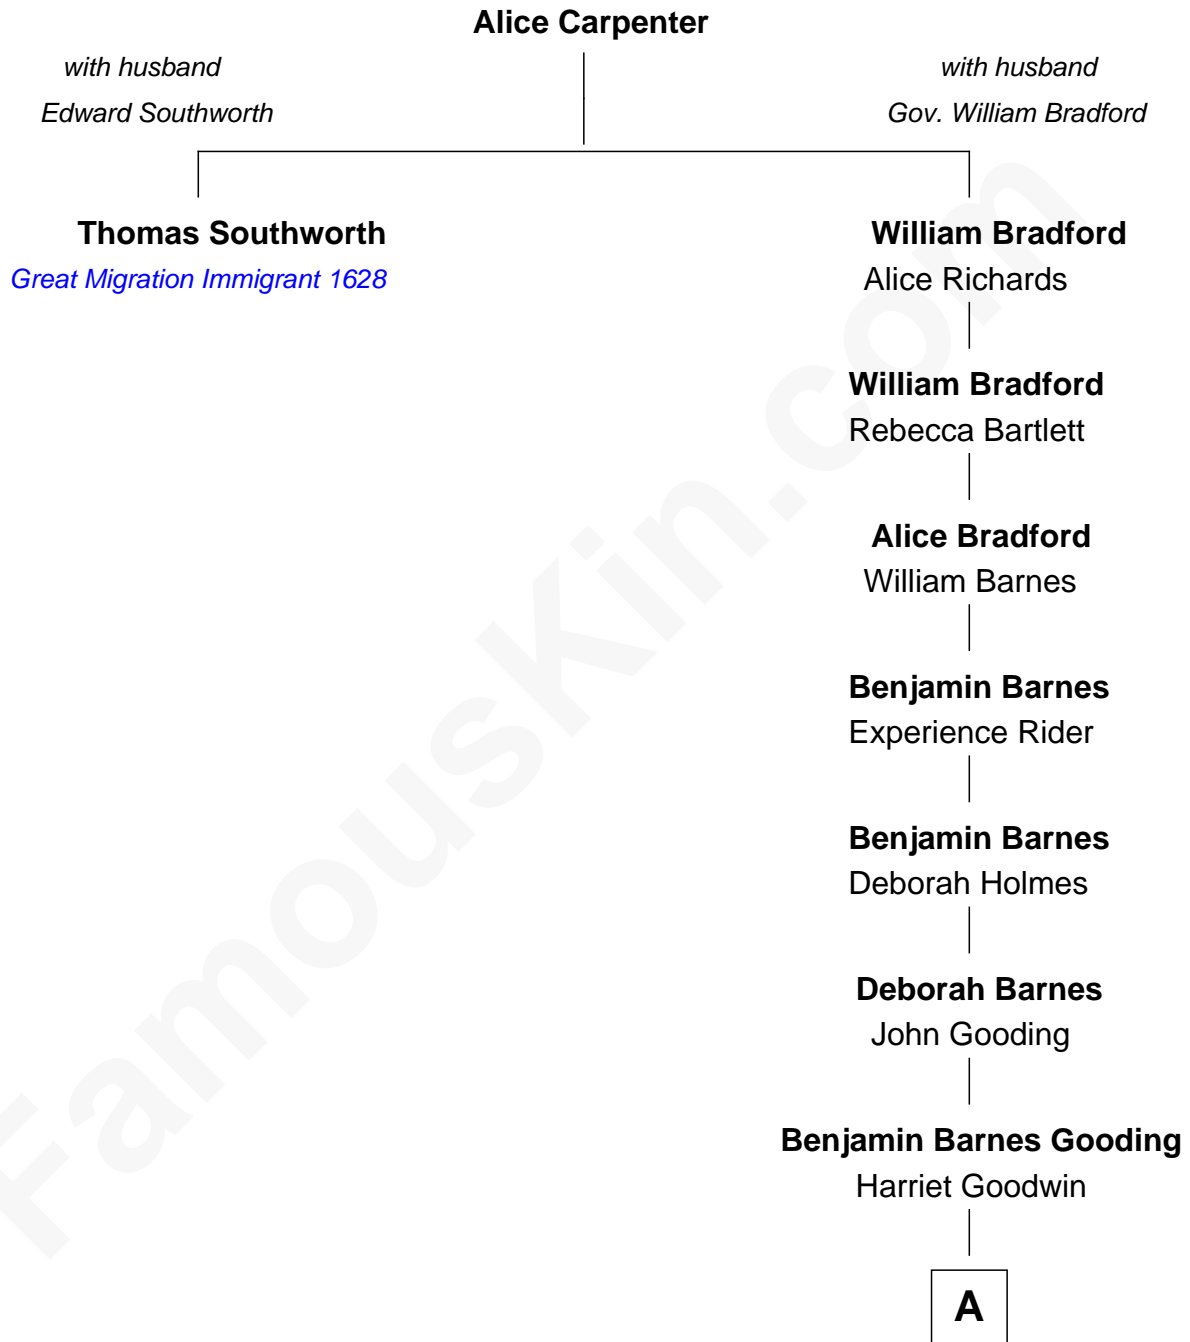 Alice Carpenter
with husband
Edward Southworth
with husband
Gov. William Bradford
Thomas Southworth
Great Migration Immigrant 1628
William Bradford
Alice Richards
William Bradford
Rebecca Bartlett
Alice Bradford
William Barnes
Benjamin Barnes
Experience Rider
Benjamin Barnes
Deborah Holmes
Deborah Barnes
John Gooding
Benjamin Barnes Gooding
Harriet Goodwin
A
FamousKin.com